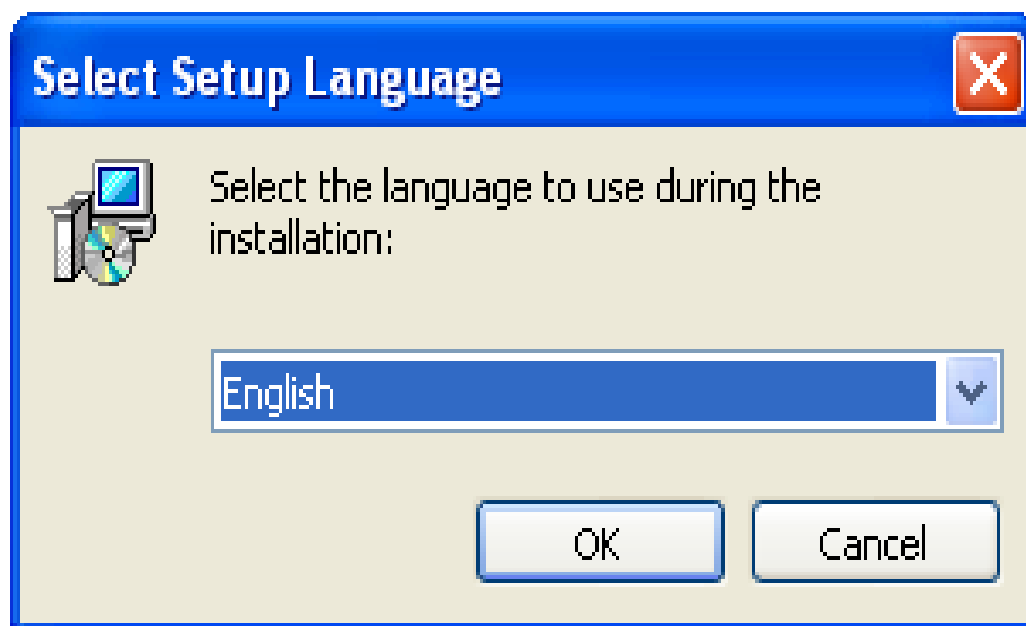 Select Setup Language
Select the language to use during the
installation:
English
OK
Cancel